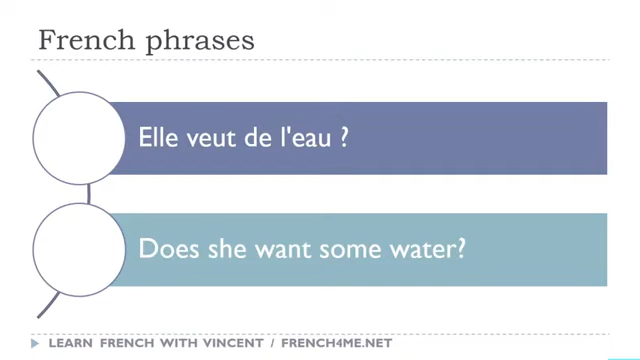 French phrases
Elle veut de l'eau ?
Does she want some water?
LEARN FRENCH WITH VINCENT / FRENCH4ME.NET